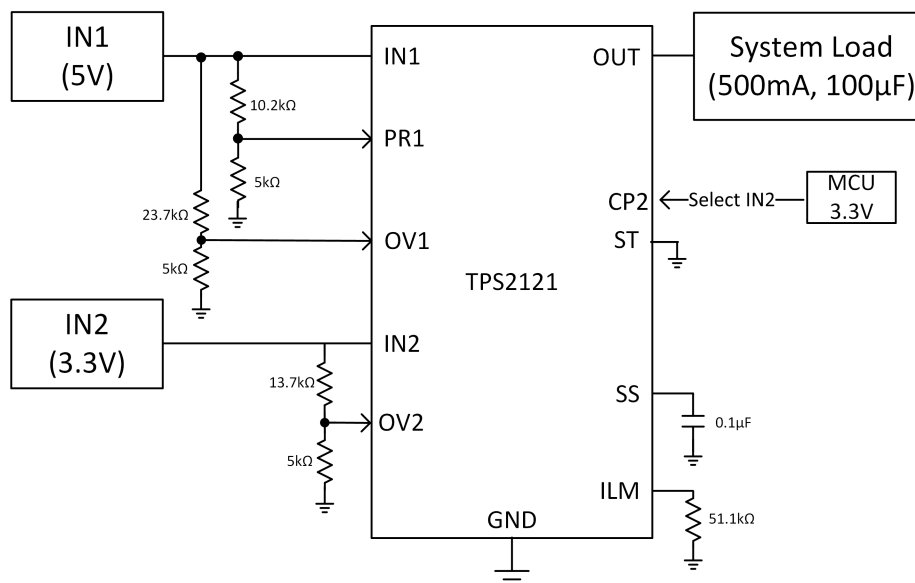 IN1
(5V)
IN1
OUT
System Load
(500mA, 100µF)
10.2kΩ
PR1
5kΩ
MCU
3.3V
CP2
Select IN2
23.7kΩ
OV1
ST
5kΩ
TPS2121
IN2
(3.3V)
IN2
13.7kΩ
SS
OV2
0.1µF
5kΩ
ILM
GND
51.1kΩ